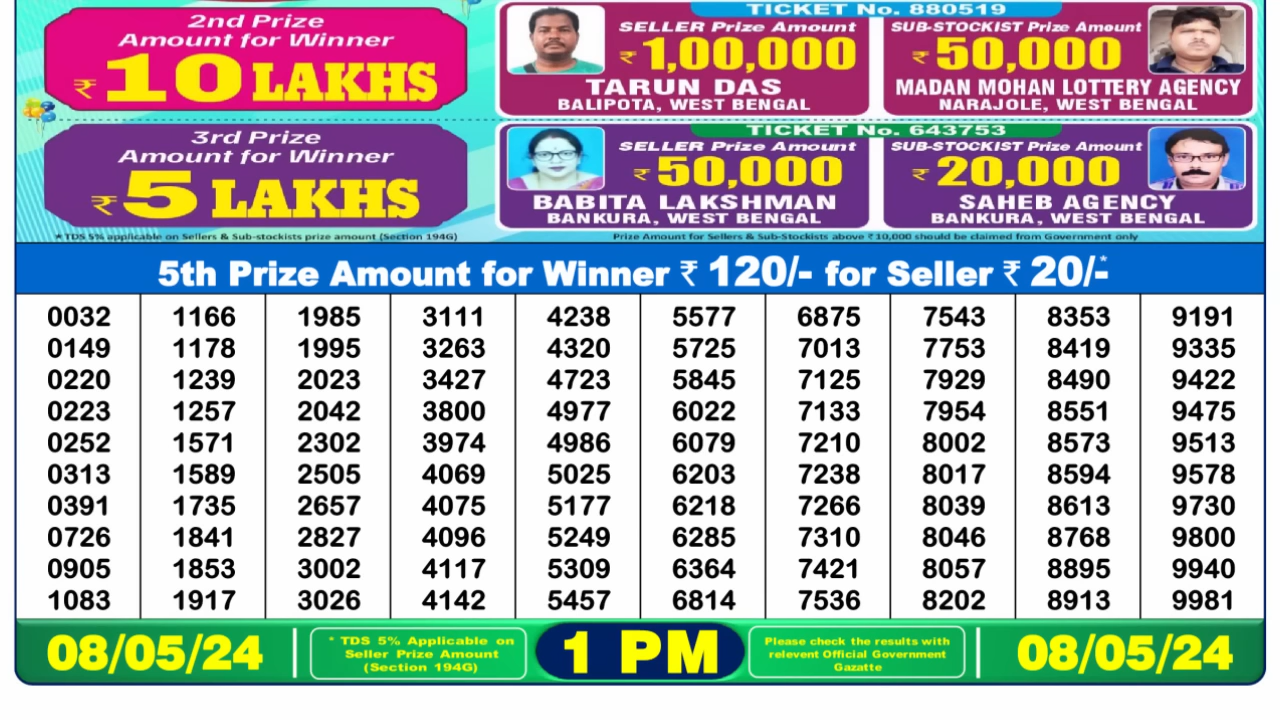 2nd Prize
Amount for Winner
₹ 10 LAKHS
TICKET No. 880519
SELLER Prize Amount
₹ 1,00,000
TARUN DAS
BALIPOTA, WEST BENGAL
SUB-STOCKIST Prize Amount
₹ 50,000
MADAN MOHAN LOTTERY AGENCY
NARAJOLE, WEST BENGAL
3rd Prize
Amount for Winner
₹ 5 LAKHS
TICKET No. 643753
SELLER Prize Amount
₹ 50,000
BABITA LAKSHMAN
BANKURA, WEST BENGAL
SUB-STOCKIST Prize Amount
₹ 20,000
SAHEB AGENCY
BANKURA, WEST BENGAL
* TDS 5% applicable on Sellers & Sub-stockists prize amount (Section 194G)
Prize Amount for Sellers & Sub-Stockists above ₹ 10,000 should be claimed from Government only
5th Prize Amount for Winner ₹ 120/- for Seller ₹ 20/-*
0032 1166 1985 3111 4238 5577 6875 7543 8353 9191
0149 1178 1995 3263 4320 5725 7013 7753 8419 9335
0220 1239 2023 3427 4723 5845 7125 7929 8490 9422
0223 1257 2042 3800 4977 6022 7133 7954 8551 9475
0252 1571 2302 3974 4986 6079 7210 8002 8573 9513
0313 1589 2505 4069 5025 6203 7238 8017 8594 9578
0391 1735 2657 4075 5177 6218 7266 8039 8613 9730
0726 1841 2827 4096 5249 6285 7310 8046 8768 9800
0905 1853 3002 4117 5309 6364 7421 8057 8895 9940
1083 1917 3026 4142 5457 6814 7536 8202 8913 9981
08/05/24
* TDS 5% Applicable on
Seller Prize Amount
(Section 194G)
1 PM
Please check the results with
relevent Official Government
Gazatte
08/05/24